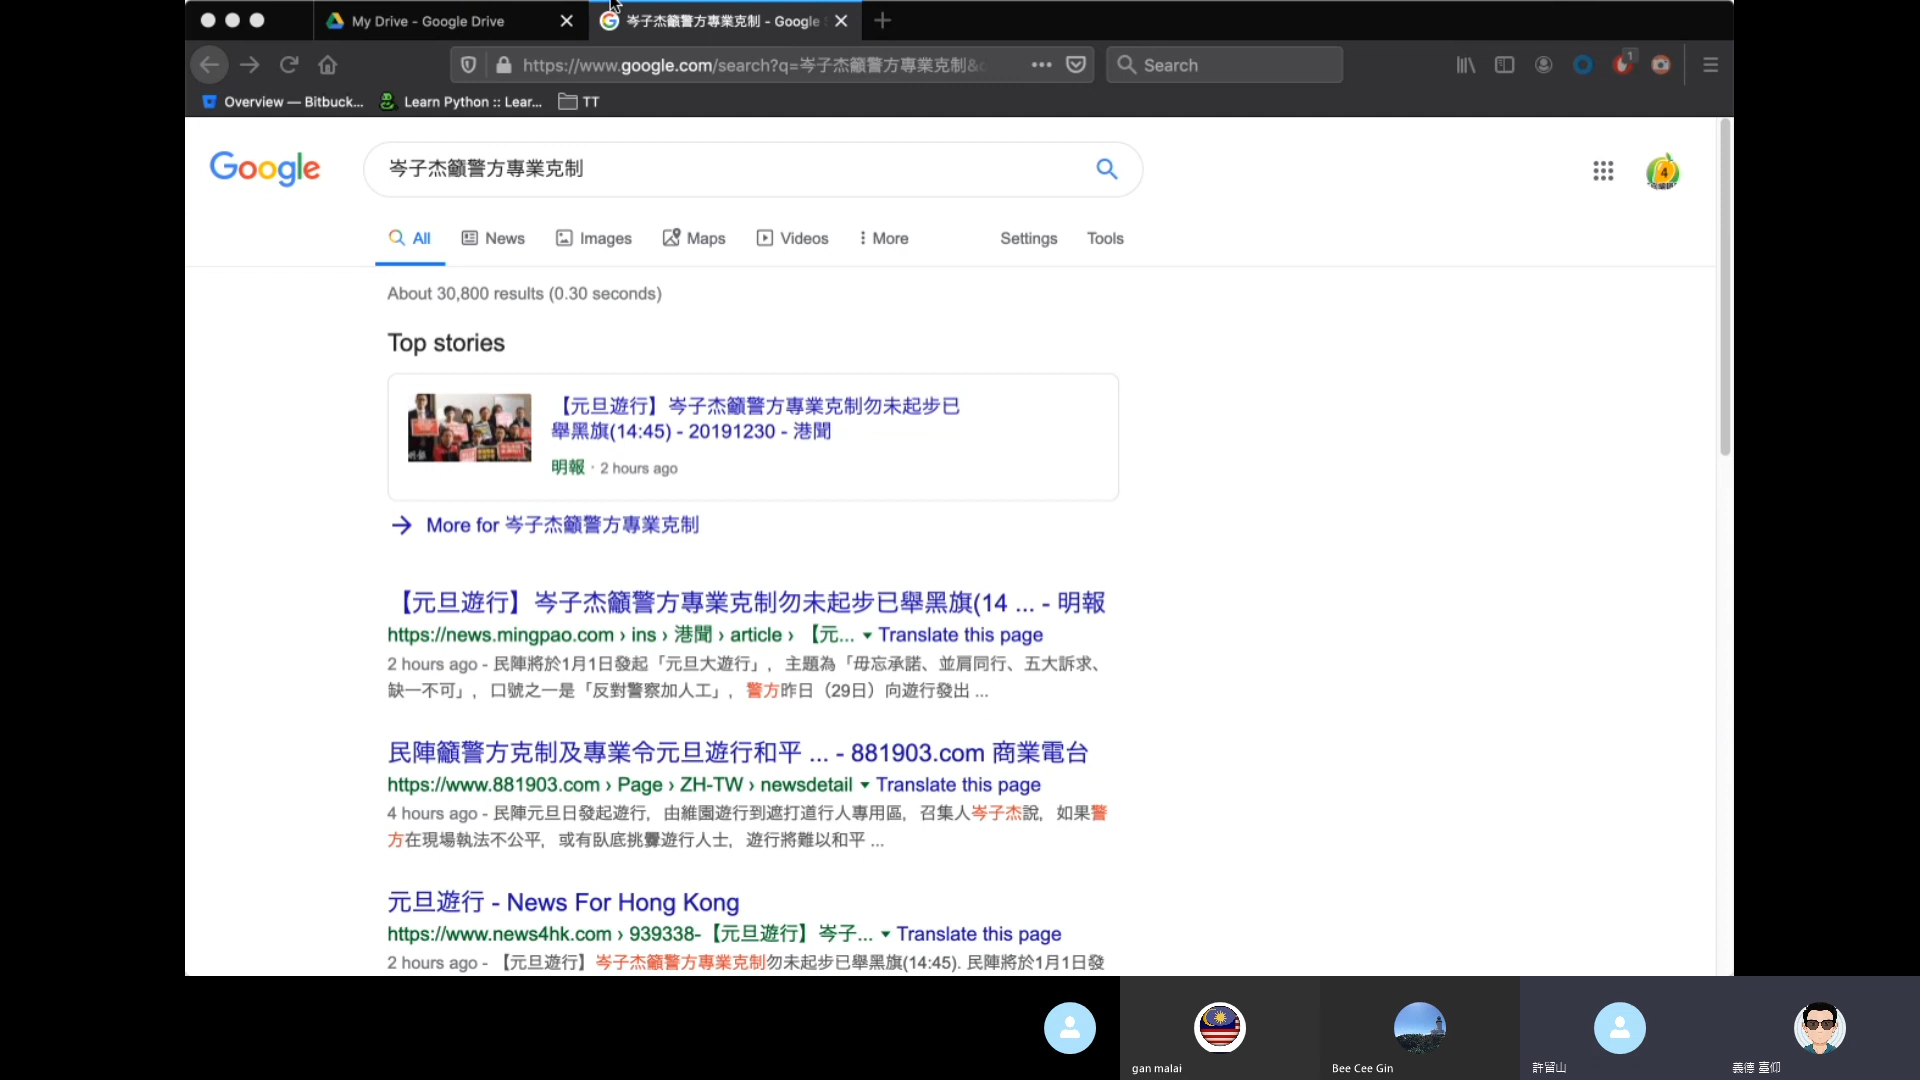 My Drive - Google Drive
岑子杰籲警方專業克制 - Google
https://www.google.com/search?q=岑子杰籲警方專業克制&
Search
1
Overview — Bitbuck...
Learn Python :: Lear...
TT
Google
岑子杰籲警方專業克制
4
All
News
Images
Maps
Videos
More
Settings
Tools
About 30,800 results (0.30 seconds)
Top stories
【元旦遊行】岑子杰籲警方專業克制勿未起步已
舉黑旗(14:45) - 20191230 - 港聞
明報 · 2 hours ago
More for 岑子杰籲警方專業克制
【元旦遊行】岑子杰籲警方專業克制勿未起步已舉黑旗(14 ... - 明報
https://news.mingpao.com › ins › 港聞 › article › 【元... Translate this page
2 hours ago - 民陣將於1月1日發起「元旦大遊行」，主題為「毋忘承諾、並肩同行、五大訴求、
缺一不可」，口號之一是「反對警察加人工」，警方昨日（29日）向遊行發出 ...
民陣籲警方克制及專業令元旦遊行和平 ... - 881903.com 商業電台
https://www.881903.com › Page › ZH-TW › newsdetail Translate this page
4 hours ago - 民陣元旦日發起遊行，由維園遊行到遮打道行人專用區，召集人岑子杰說，如果警
方在現場執法不公平，或有臥底挑釁遊行人士，遊行將難以和平 ...
元旦遊行 - News For Hong Kong
https://www.news4hk.com › 939338-【元旦遊行】岑子... Translate this page
2 hours ago - 【元旦遊行】岑子杰籲警方專業克制勿未起步已舉黑旗(14:45). 民陣將於1月1日發
gan malai
Bee Cee Gin
許留山
義德 臺仰